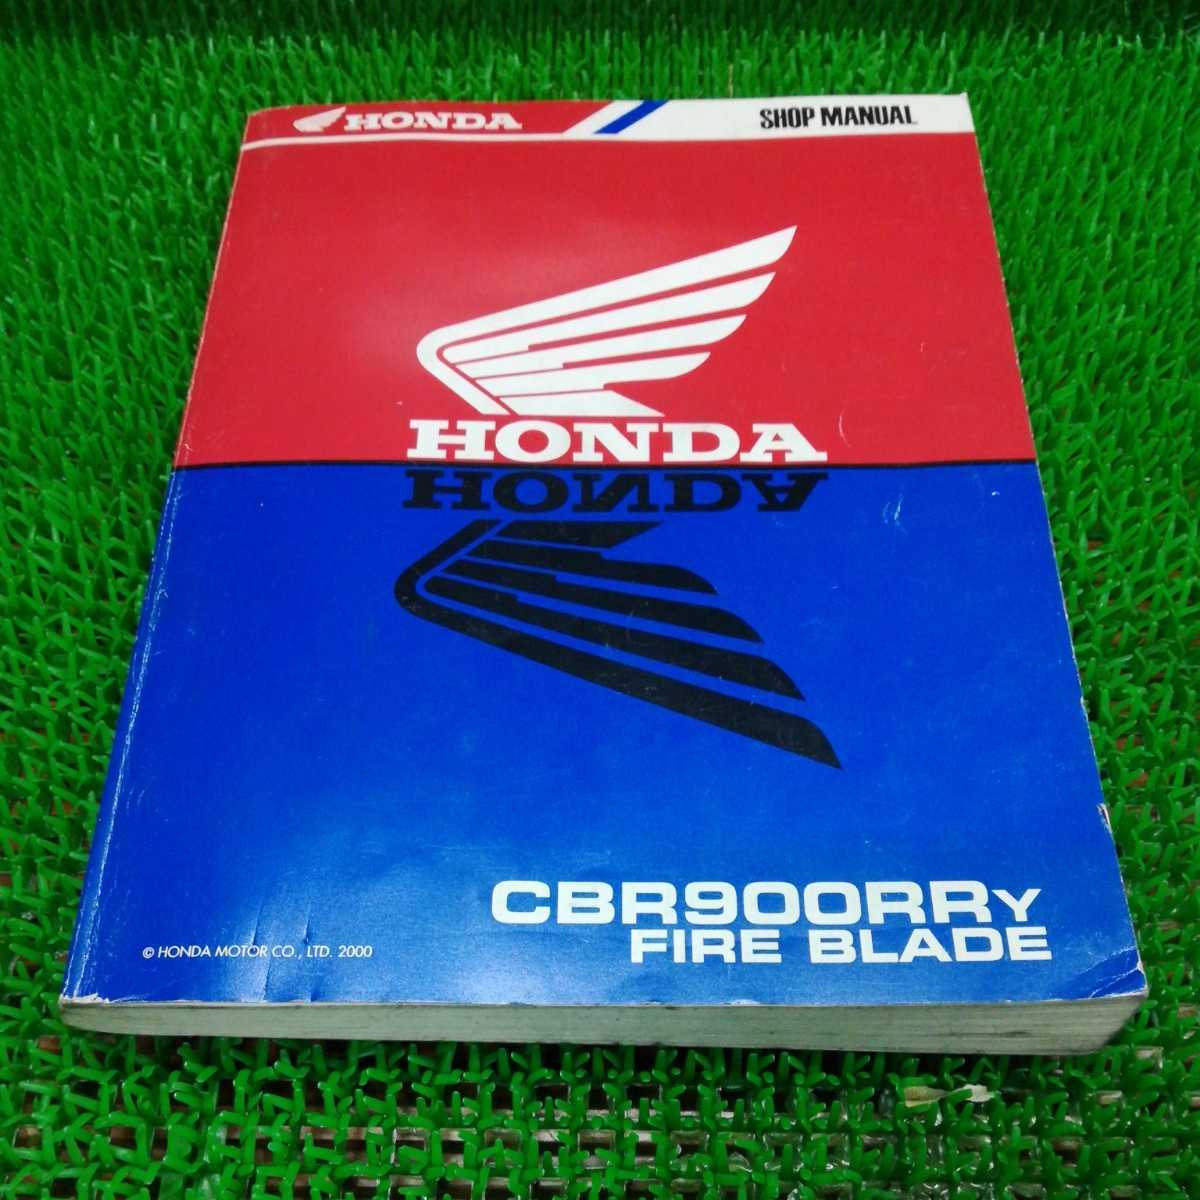 HONDA
SHOP MANUAL
HONDA
HONDA
CBR900RRY
FIRE BLADE
© HONDA MOTOR CO., LTD. 2000